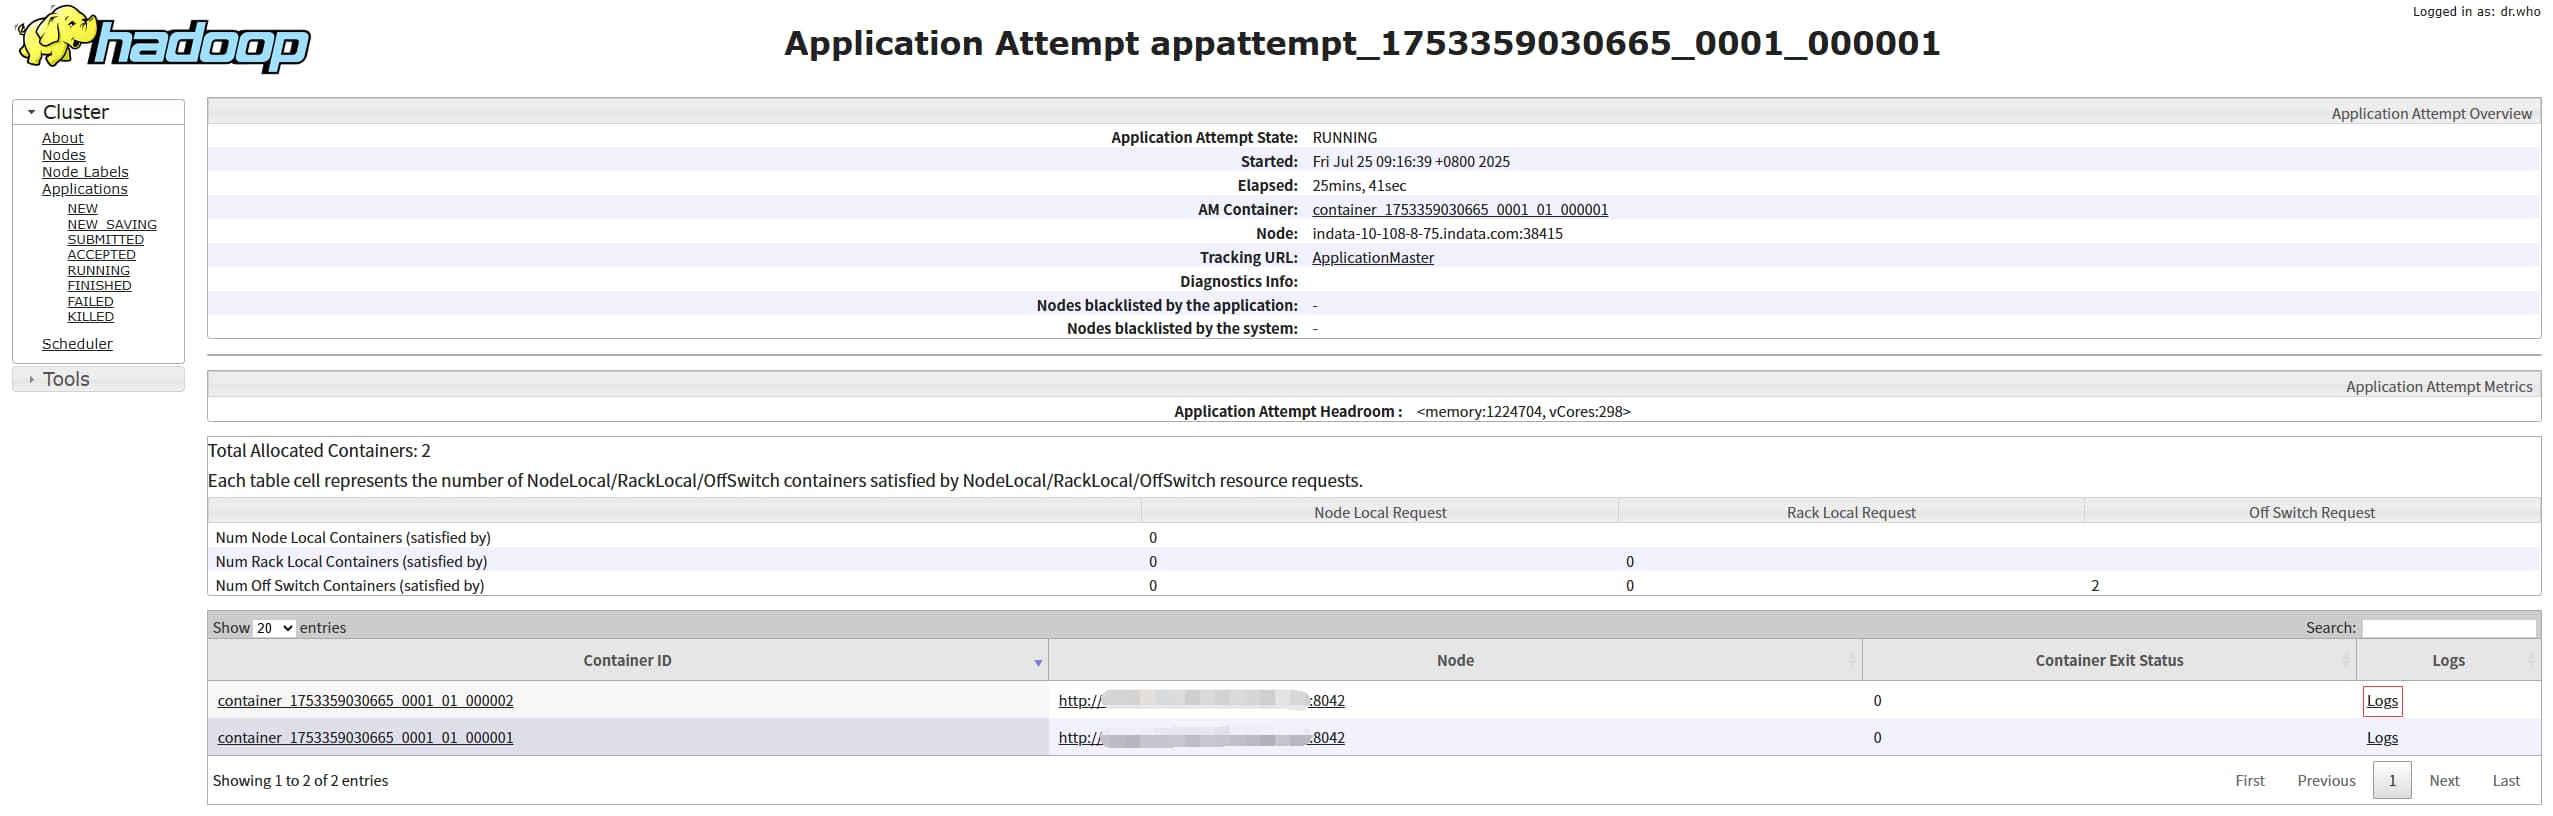 Logged in as: dr.who
hadoop
Application Attempt appattempt_1753359030665_0001_000001
Cluster
About
Nodes
Node Labels
Applications
NEW
NEW_SAVING
SUBMITTED
ACCEPTED
RUNNING
FINISHED
FAILED
KILLED
Scheduler
Tools
Application Attempt Overview
Application Attempt State: RUNNING
Started: Fri Jul 25 09:16:39 +0800 2025
Elapsed: 25mins, 41sec
AM Container: container_1753359030665_0001_01_000001
Node: indata-10-108-8-75.indata.com:38415
Tracking URL: ApplicationMaster
Diagnostics Info:
Nodes blacklisted by the application: -
Nodes blacklisted by the system: -
Application Attempt Metrics
Application Attempt Headroom : <memory:1224704, vCores:298>
Total Allocated Containers: 2
Each table cell represents the number of NodeLocal/RackLocal/OffSwitch containers satisfied by NodeLocal/RackLocal/OffSwitch resource requests.
Node Local Request Rack Local Request Off Switch Request
Num Node Local Containers (satisfied by) 0
Num Rack Local Containers (satisfied by) 0 0
Num Off Switch Containers (satisfied by) 0 0 2
Show 20 entries Search:
Container ID Node Container Exit Status Logs
container_1753359030665_0001_01_000002 http:// :8042 0 Logs
container_1753359030665_0001_01_000001 http:// :8042 0 Logs
Showing 1 to 2 of 2 entries First Previous 1 Next Last